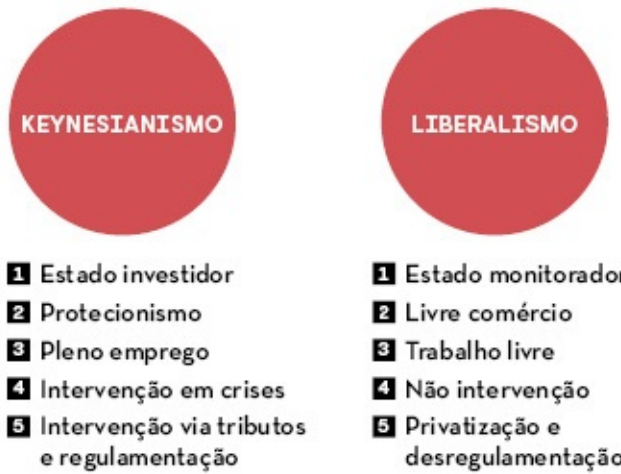 KEYNESIANISMO
1 Estado investidor
2 Protecionismo
3 Pleno emprego
4 Intervenção em crises
5 Intervenção via tributos
e regulamentação
LIBERALISMO
1 Estado monitorador
2 Livre comércio
3 Trabalho livre
4 Não intervenção
5 Privatização e
desregulamentação